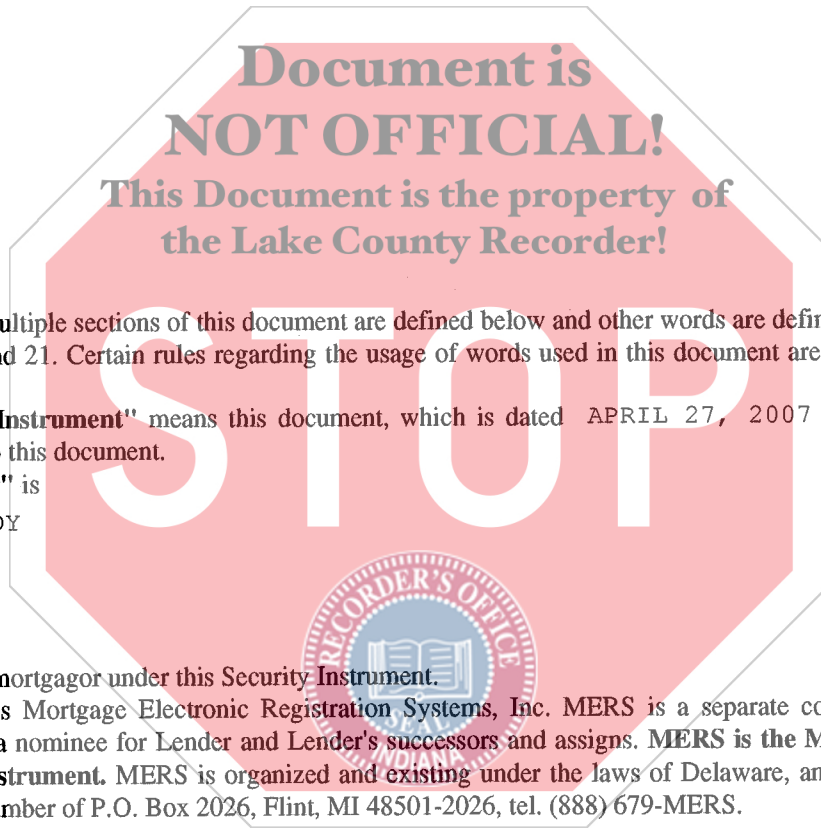 Document is
NOT OFFICIAL!
This Document is the property of
the Lake County Recorder!
ultiple sections of this document are defined below and other words are defin
d 21. Certain rules regarding the usage of words used in this document are
STOP
Instrument" means this document, which is dated APRIL 27, 2007
this document.
" is
DY
RECORDER'S OFFICE
mortgagor under this Security Instrument.
s Mortgage Electronic Registration Systems, Inc. MERS is a separate co
a nominee for Lender and Lender's successors and assigns. MERS is the M
SEAL
strument. MERS is organized and existing under the laws of Delaware, an
INDIANA
mber of P.O. Box 2026, Flint, MI 48501-2026, tel. (888) 679-MERS.